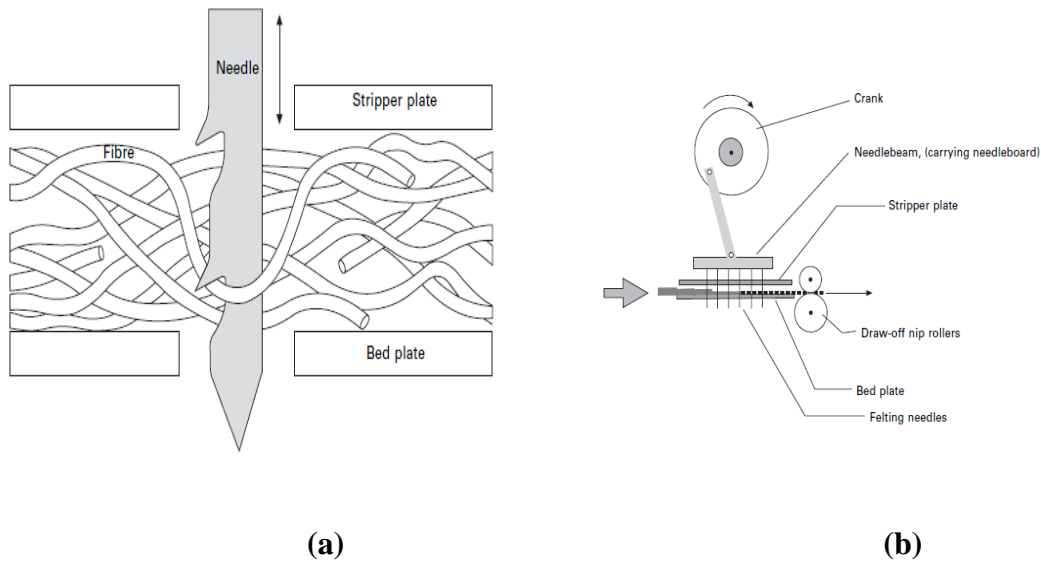 Needle
Stripper plate
Fibre
Bed plate
(a)
Crank
Needlebeam, (carrying needleboard)
Stripper plate
Draw-off nip rollers
Bed plate
Felting needles
(b)